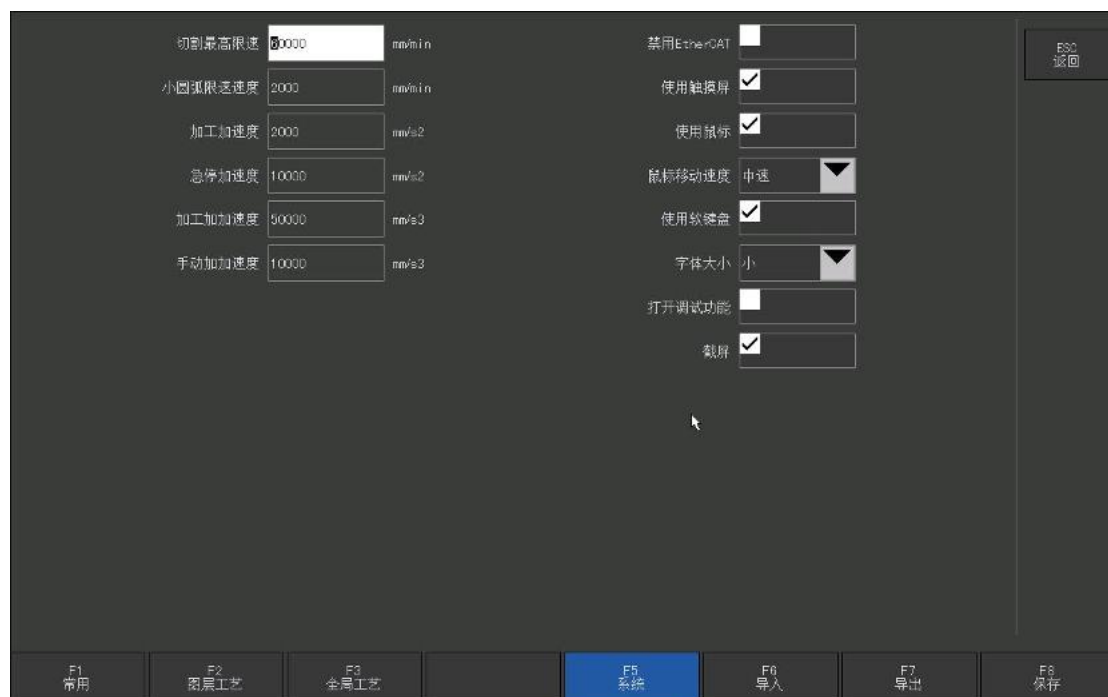 切割最高限速 60000 mm/min
小圆弧限速速度 2000 mm/min
加工加速度 2000 mm/s2
急停加速度 10000 mm/s2
加工加加速度 50000 mm/s3
手动加加速度 10000 mm/s3
禁用EtherCAT
使用触摸屏
使用鼠标
鼠标移动速度 中速
使用软键盘
字体大小 小
打开调试功能
截屏
ESC
返回
F1
常用
F2
图层工艺
F3
全局工艺
F5
系统
F6
导入
F7
导出
F8
保存